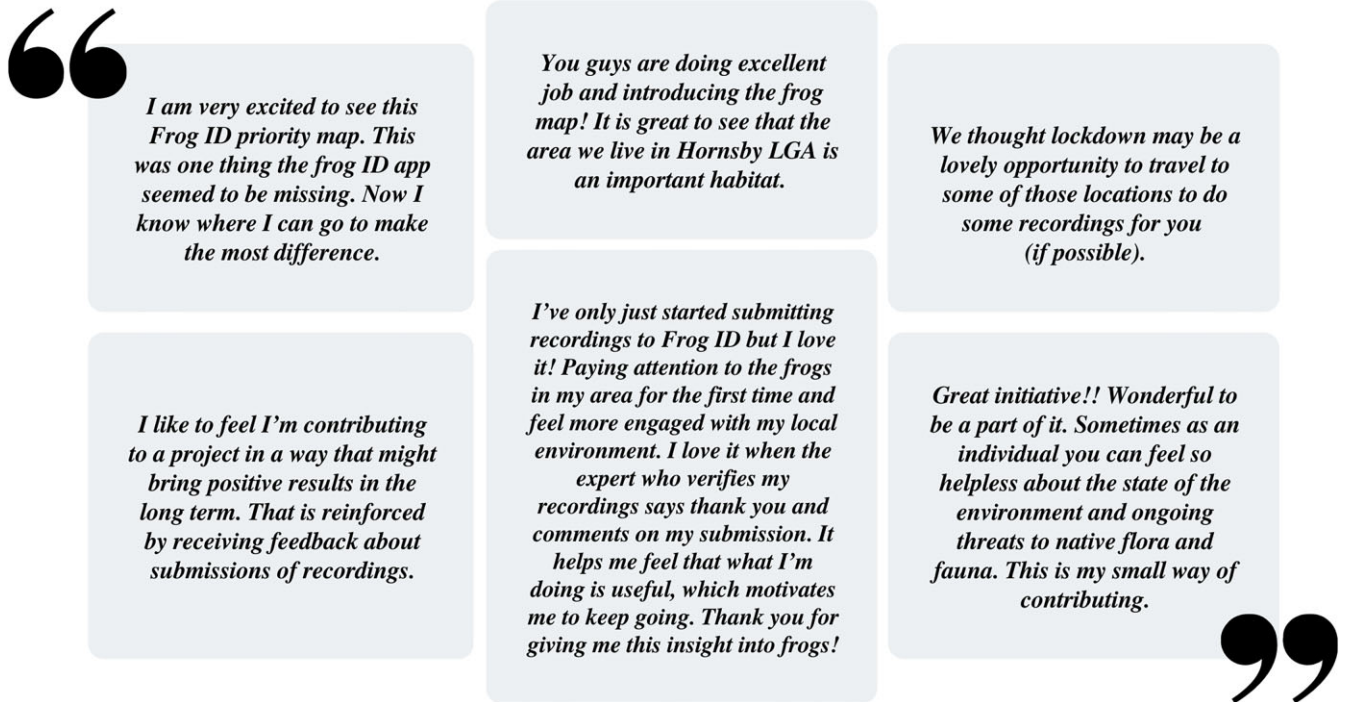 I am very excited to see this
Frog ID priority map. This
was one thing the frog ID app
seemed to be missing. Now I
know where I can go to make
the most difference.
You guys are doing excellent
job and introducing the frog
map! It is great to see that the
area we live in Hornsby LGA is
an important habitat.
We thought lockdown may be a
lovely opportunity to travel to
some of those locations to do
some recordings for you
(if possible).
I like to feel I’m contributing
to a project in a way that might
bring positive results in the
long term. That is reinforced
by receiving feedback about
submissions of recordings.
I’ve only just started submitting
recordings to Frog ID but I love
it! Paying attention to the frogs
in my area for the first time and
feel more engaged with my local
environment. I love it when the
expert who verifies my
recordings says thank you and
comments on my submission. It
helps me feel that what I’m
doing is useful, which motivates
me to keep going. Thank you for
giving me this insight into frogs!
Great initiative!! Wonderful to
be a part of it. Sometimes as an
individual you can feel so
helpless about the state of the
environment and ongoing
threats to native flora and
fauna. This is my small way of
contributing.